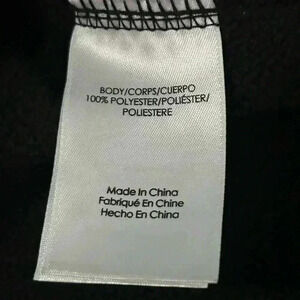 BODY/CORPS/CUERPO
100% POLYESTER/POLIÉSTER/
POLIESTERE
Made In China
Fabriqué En Chine
Hecho En China